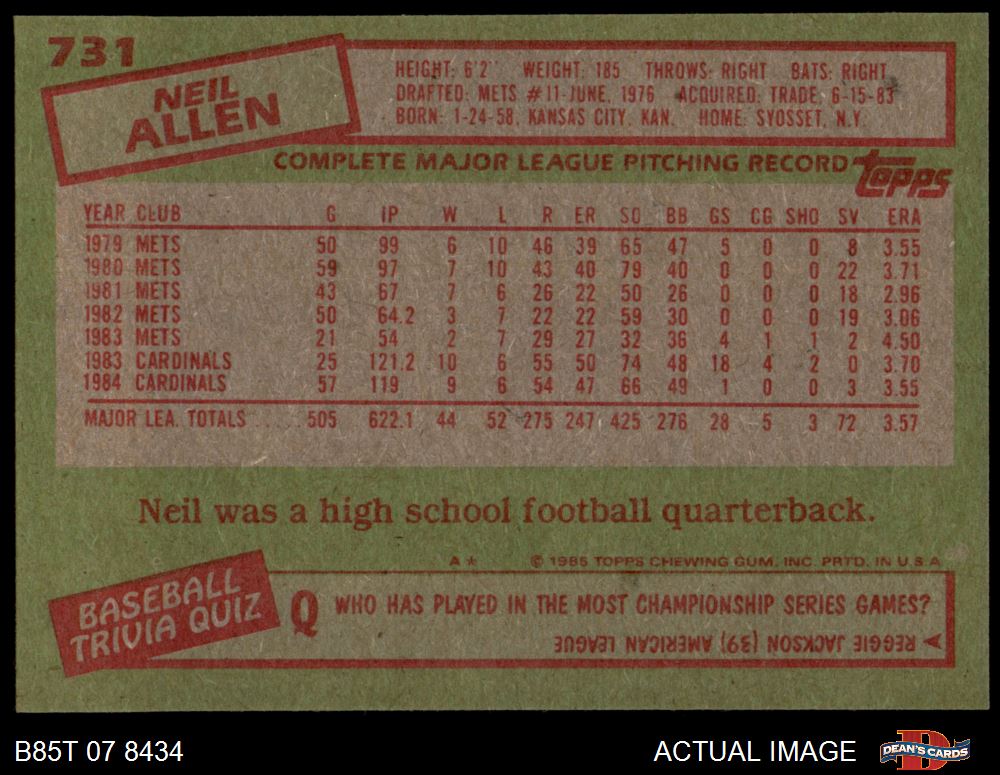 731
NEIL
ALLEN
HEIGHT: 6'2" WEIGHT: 185 THROWS: RIGHT BATS: RIGHT
DRAFTED: METS #11-JUNE, 1976 ACQUIRED: TRADE, 6-15-83
BORN: 1-24-58, KANSAS CITY, KAN. HOME: SYOSSET, N.Y.
COMPLETE MAJOR LEAGUE PITCHING RECORD topps
YEAR CLUB G IP W L R ER SO BB GS CG SHO SV ERA
1979 METS 50 99 6 10 46 39 65 47 5 0 0 8 3.55
1980 METS 59 97 7 10 43 40 79 40 0 0 0 22 3.71
1981 METS 43 67 7 6 26 22 50 26 0 0 0 18 2.96
1982 METS 50 64.2 3 7 22 22 59 30 0 0 0 19 3.06
1983 METS 21 54 2 7 29 27 32 36 4 1 1 2 4.50
1983 CARDINALS 25 121.2 10 6 55 50 74 48 18 4 2 0 3.70
1984 CARDINALS 57 119 9 6 54 47 66 49 1 0 0 3 3.55
MAJOR LEA. TOTALS ..... 505 622.1 44 52 275 247 425 276 28 5 3 72 3.57
Neil was a high school football quarterback.
A* © 1985 TOPPS CHEWING GUM, INC. PRTD. IN U.S.A.
BASEBALL
TRIVIA QUIZ
Q WHO HAS PLAYED IN THE MOST CHAMPIONSHIP SERIES GAMES?
A REGGIE JACKSON (39) AMERICAN LEAGUE
B85T 07 8434
ACTUAL IMAGE
D
DEAN'S CARDS